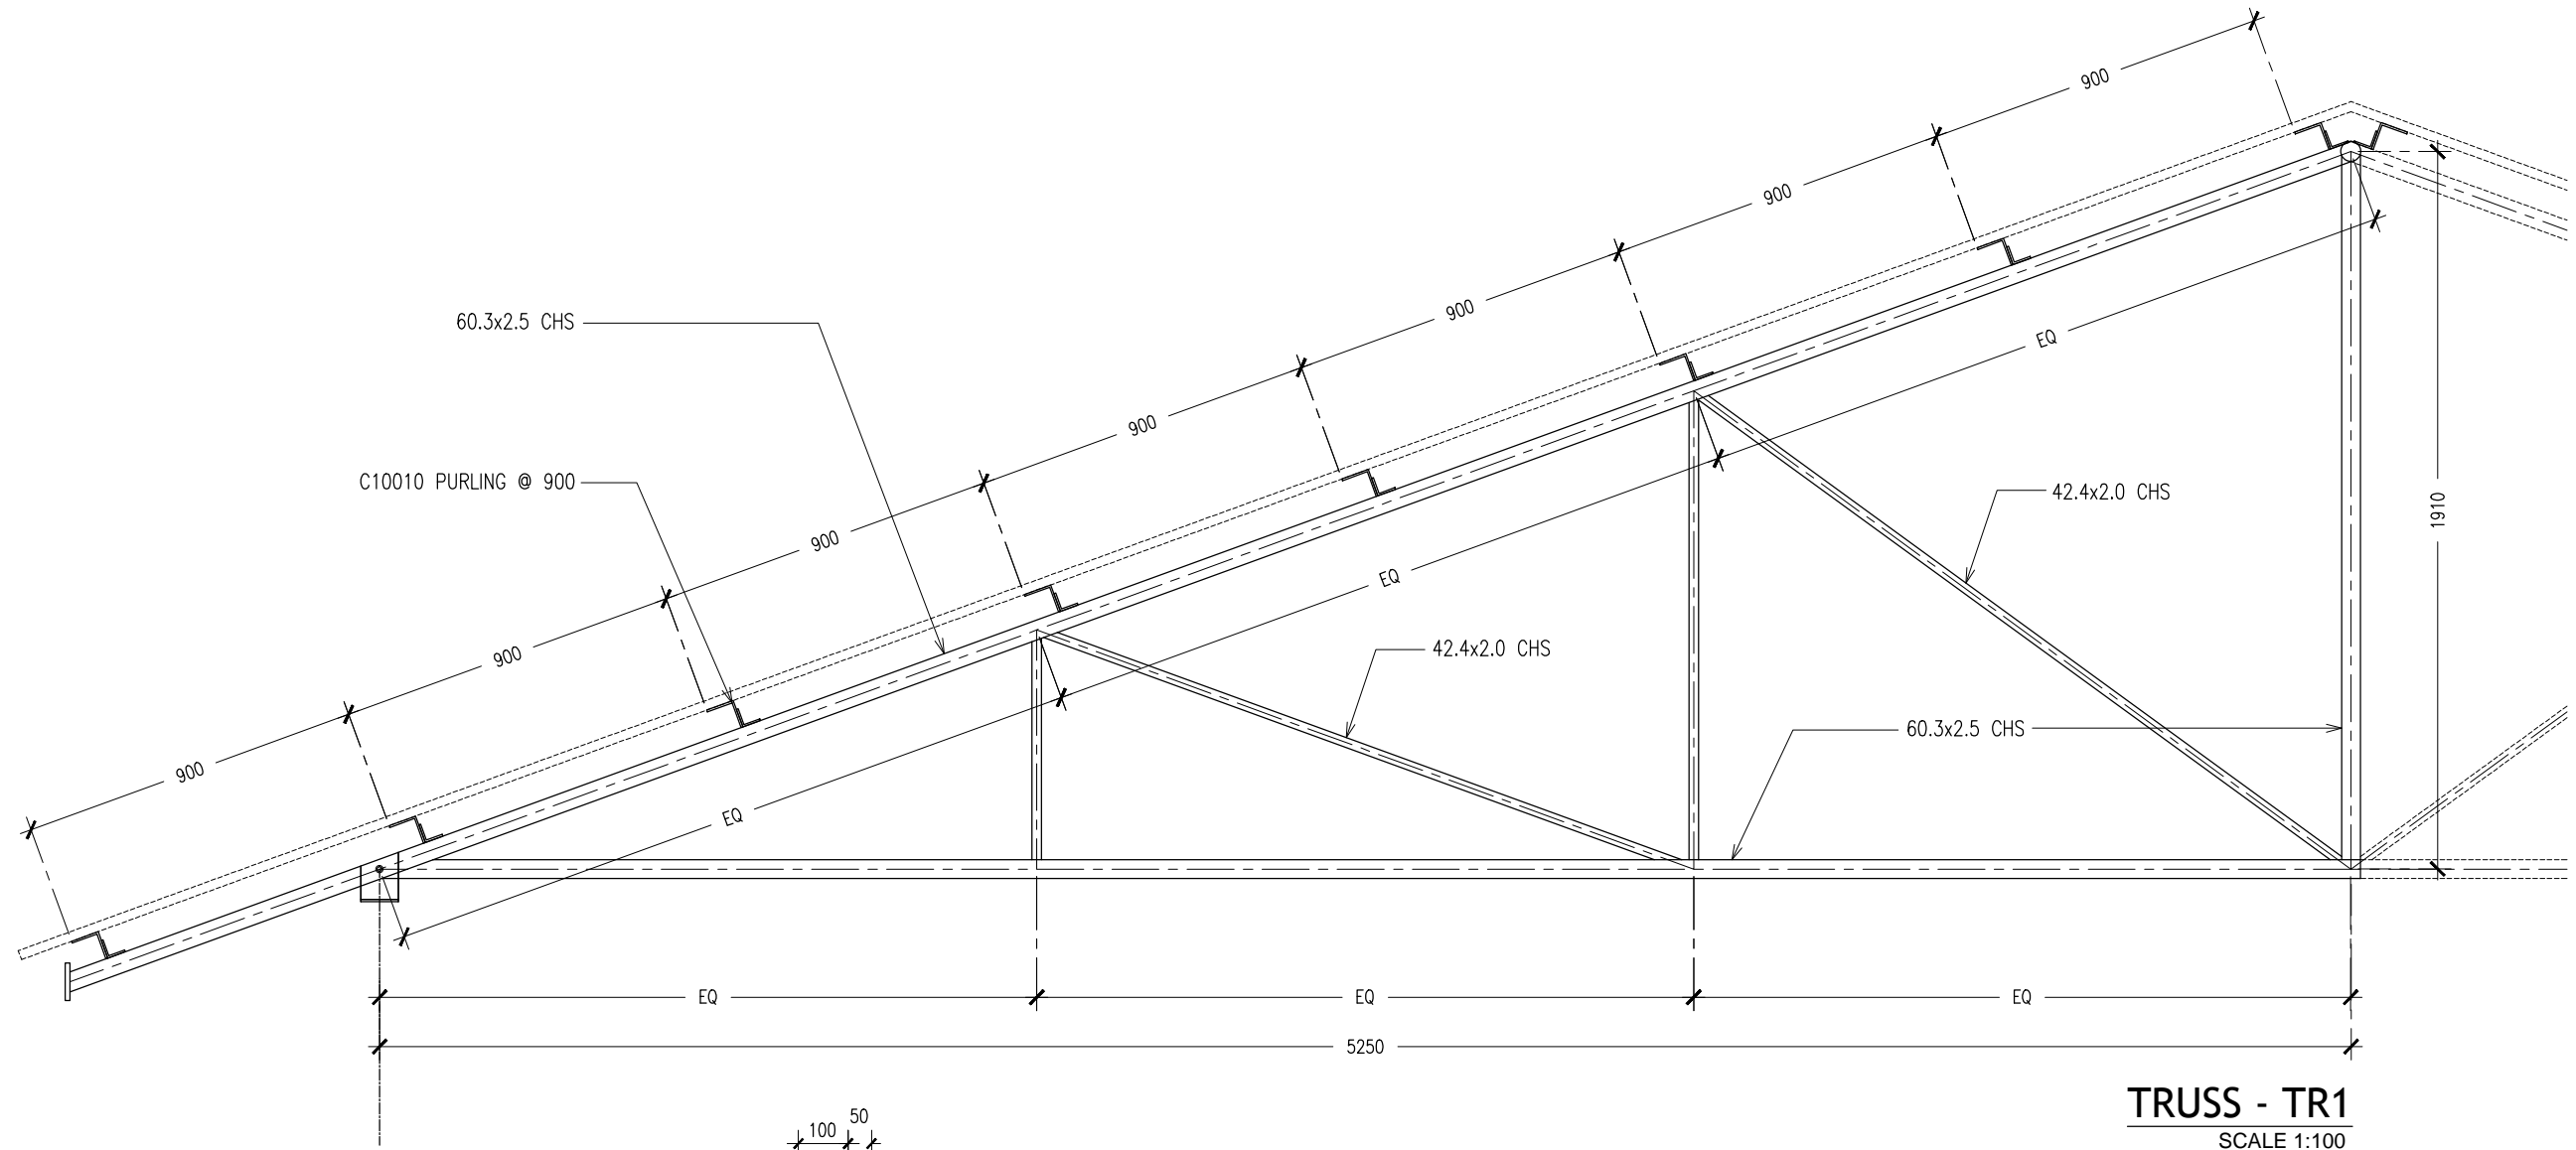 900
900
900
900
900
900
900
60.3x2.5 CHS
C10010 PURLING @ 900
EQ
EQ
EQ
42.4x2.0 CHS
42.4x2.0 CHS
60.3x2.5 CHS
1910
EQ
EQ
EQ
5250
TRUSS - TR1
SCALE 1:100
100
50